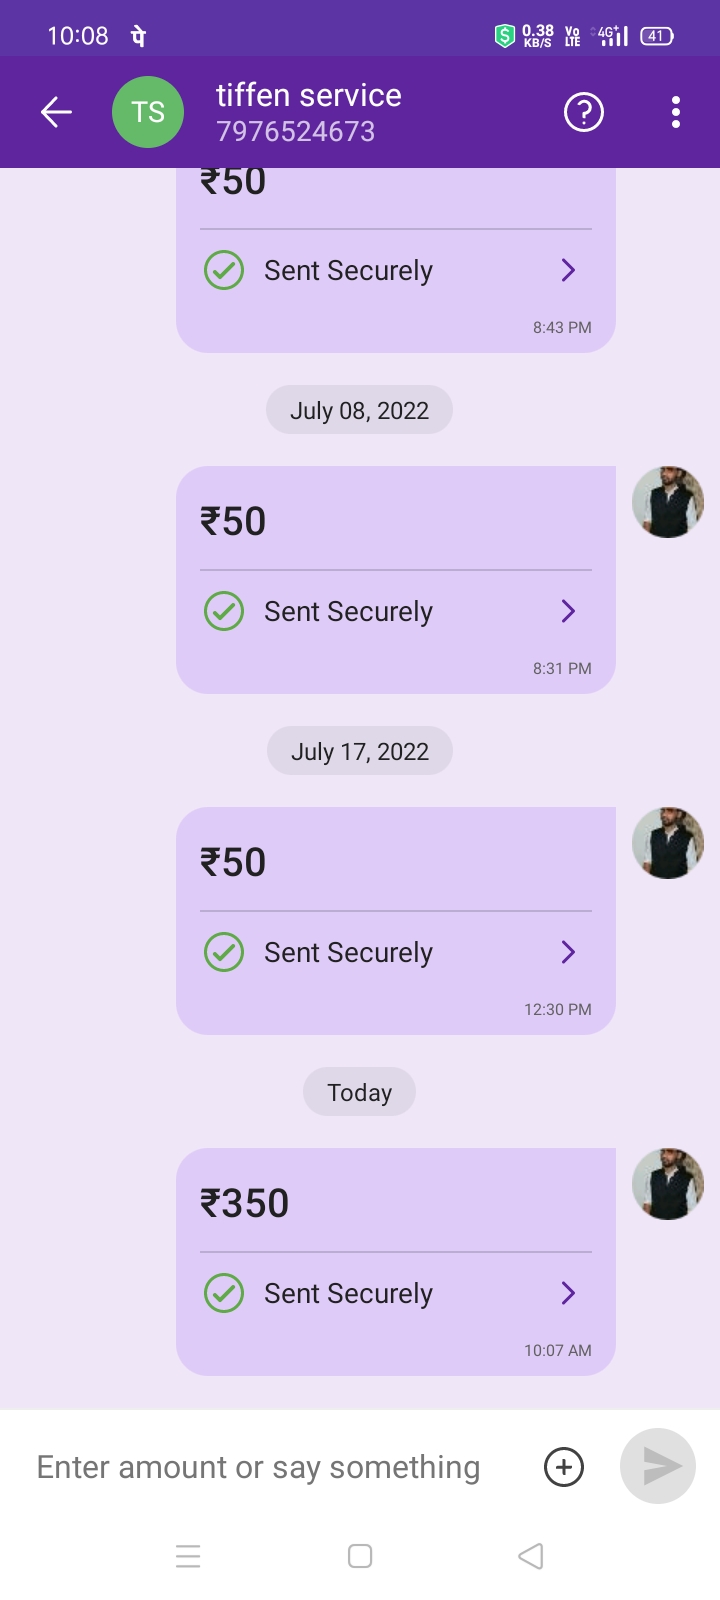 10:08 पे 0.38 KB/S Vo LTE 4G+ 41
TS tiffen service
7976524673
₹50
Sent Securely
8:43 PM
July 08, 2022
₹50
Sent Securely
8:31 PM
July 17, 2022
₹50
Sent Securely
12:30 PM
Today
₹350
Sent Securely
10:07 AM
Enter amount or say something